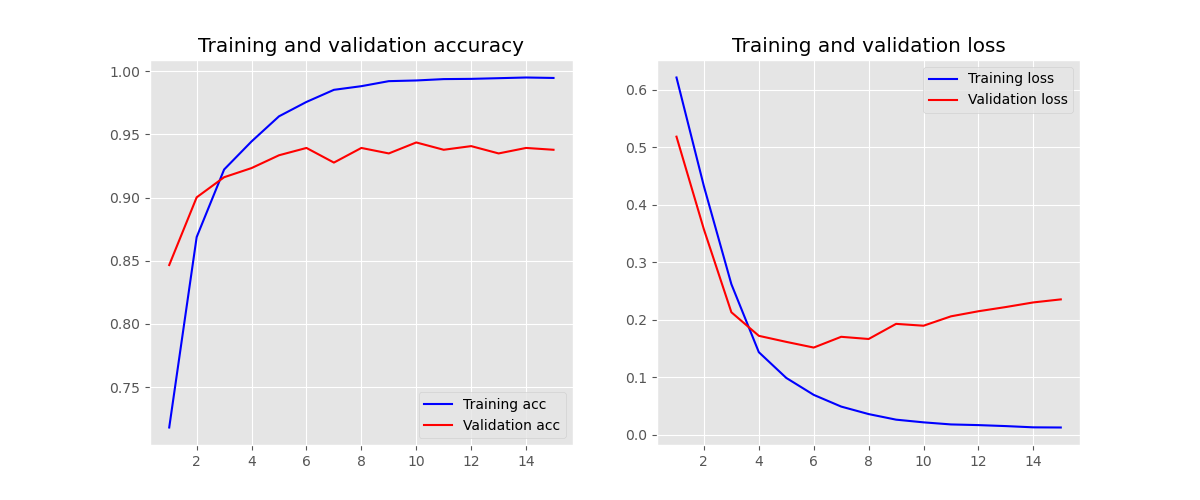 Training and validation accuracy
1.00
0.95
0.90
0.85
0.80
0.75
2 4 6 8 10 12 14
Training acc
Validation acc
Training and validation loss
0.6
0.5
0.4
0.3
0.2
0.1
0.0
2 4 6 8 10 12 14
Training loss
Validation loss